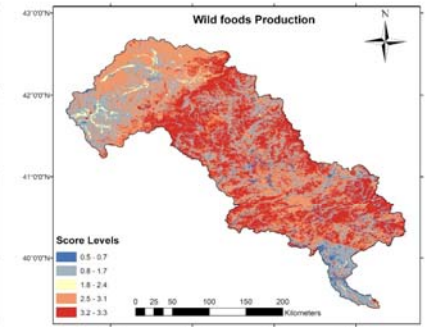 Wild foods Production
N
43°0'0"N
42°0'0"N
41°0'0"N
40°0'0"N
Score Levels
0.5 - 0.7
0.8 - 1.7
1.8 - 2.4
2.5 - 3.1
3.2 - 3.3
0 25 50 100 150 200
Kilometers